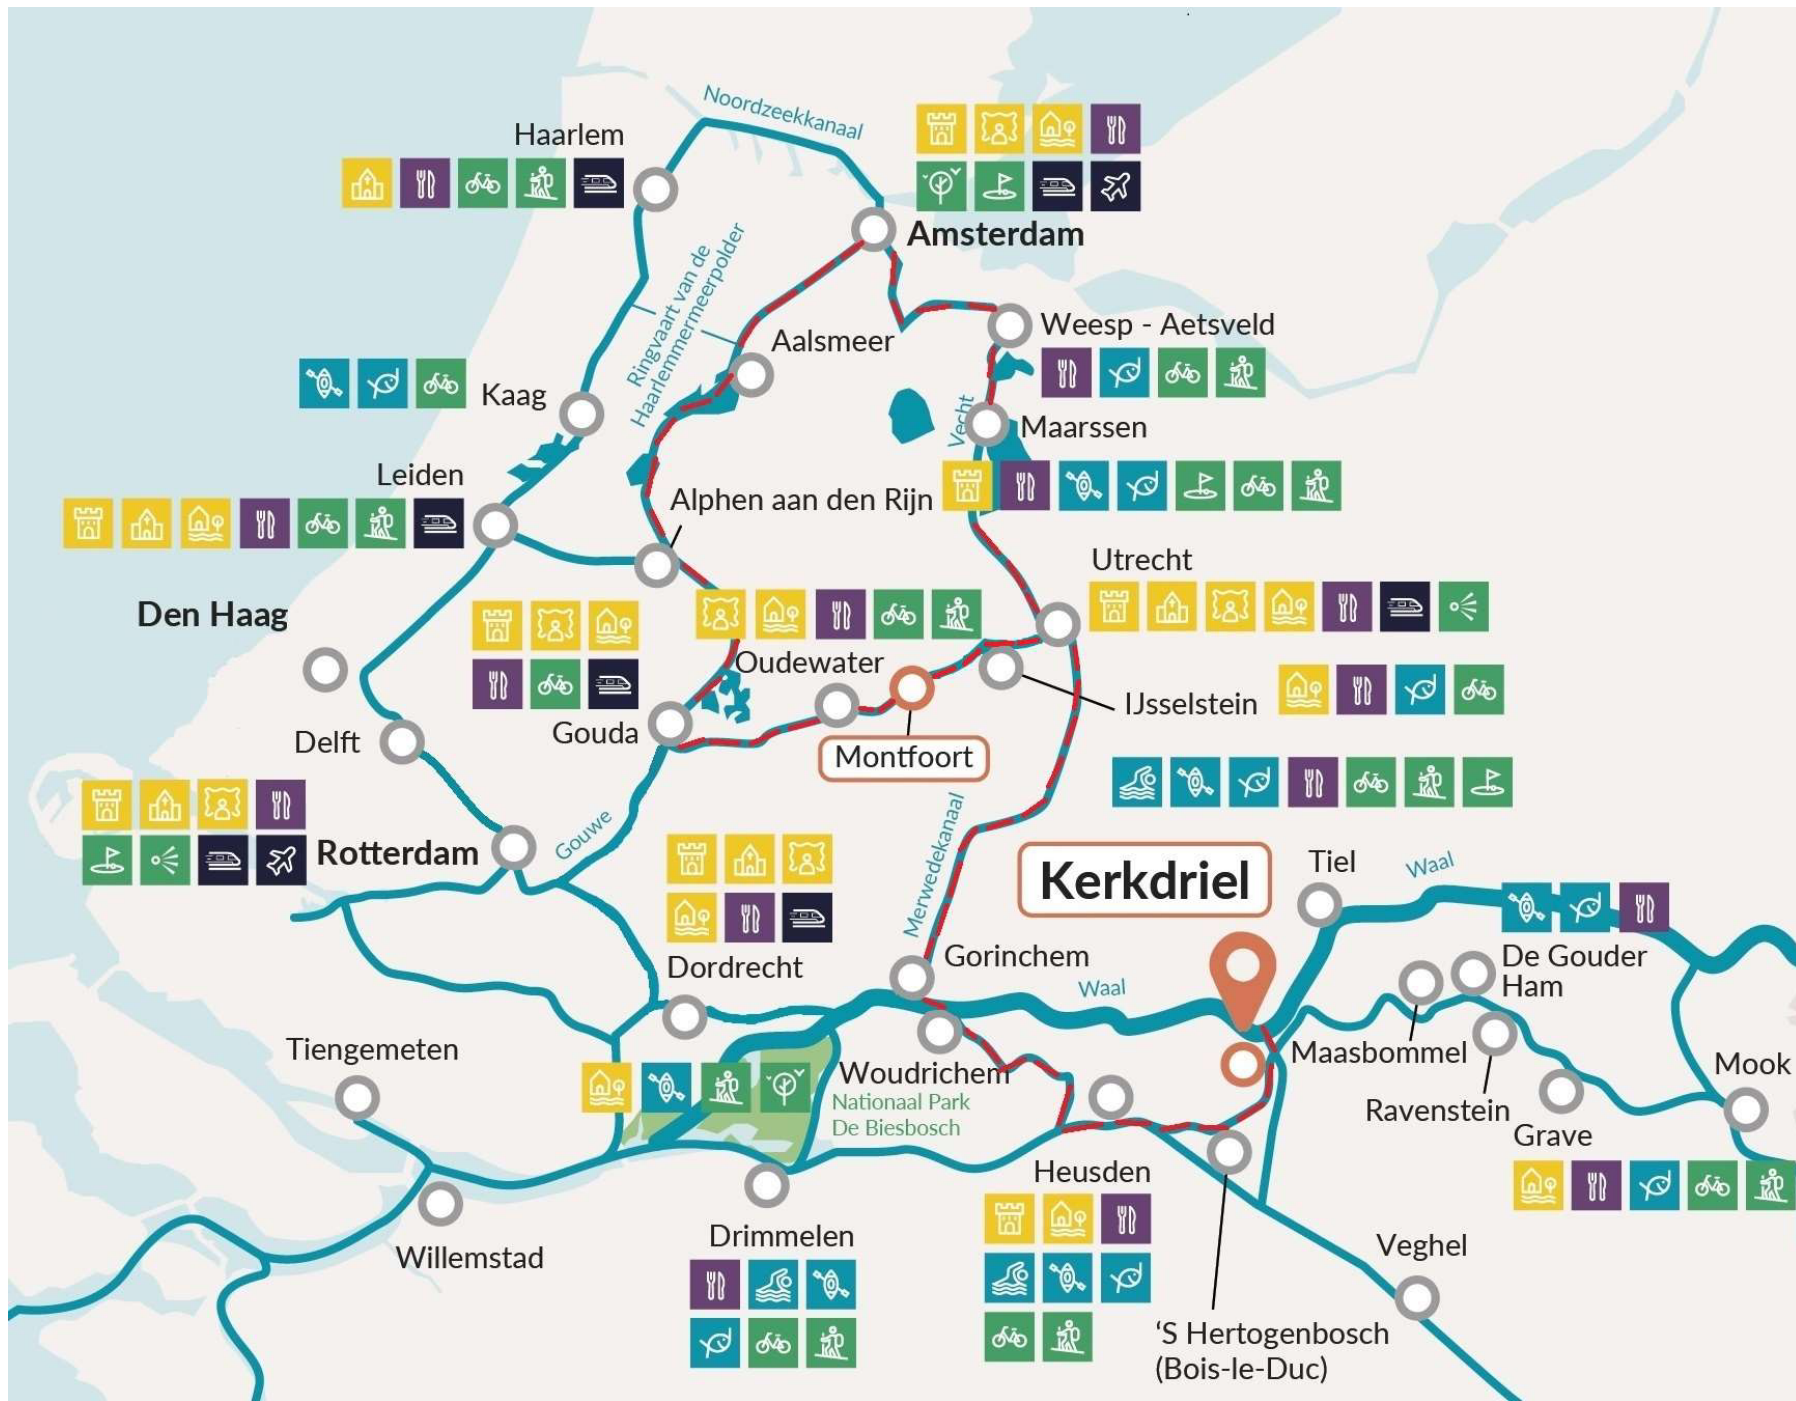 Noordzeekkanaal
Haarlem
Amsterdam
Ringvaart van de
Haarlemmermeerpolder
Aalsmeer
Weesp - Aetsveld
Kaag
Vecht
Maarssen
Leiden
Alphen aan den Rijn
Utrecht
Den Haag
Oudewater
IJsselstein
Gouda
Delft
Montfoort
Rotterdam
Gouwe
Merwedekanaal
Kerkdriel
Tiel
Waal
Dordrecht
Gorinchem
Waal
De Gouder
Ham
Tiengemeten
Woudrichem
Nationaal Park
De Biesbosch
Maasbommel
Mook
Ravenstein
Grave
Heusden
Drimmelen
Willemstad
Veghel
‘S Hertogenbosch
(Bois-le-Duc)